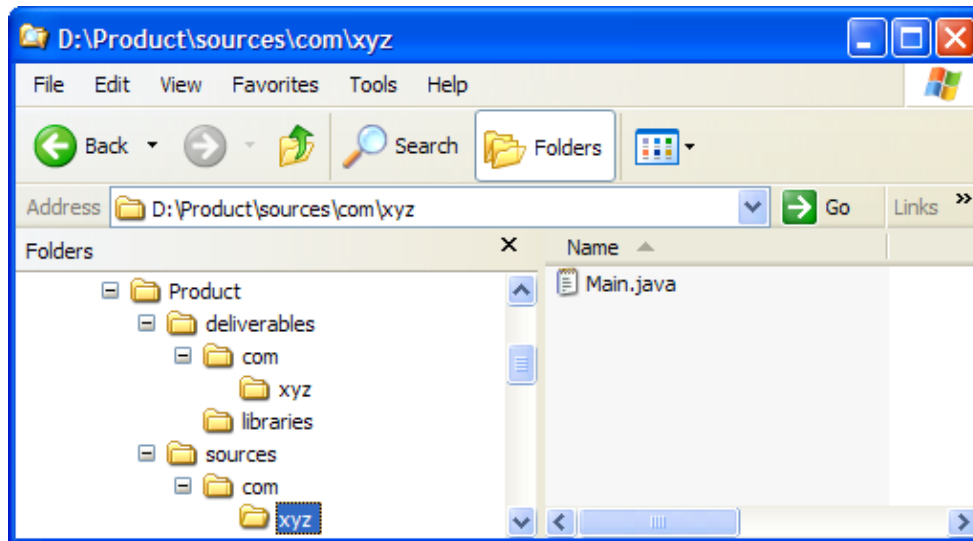 D:\Product\sources\com\xyz
File Edit View Favorites Tools Help
Back Search Folders
Address D:\Product\sources\com\xyz Go Links »
Folders Name
Product Main.java
deliverables
com
xyz
libraries
sources
com
xyz